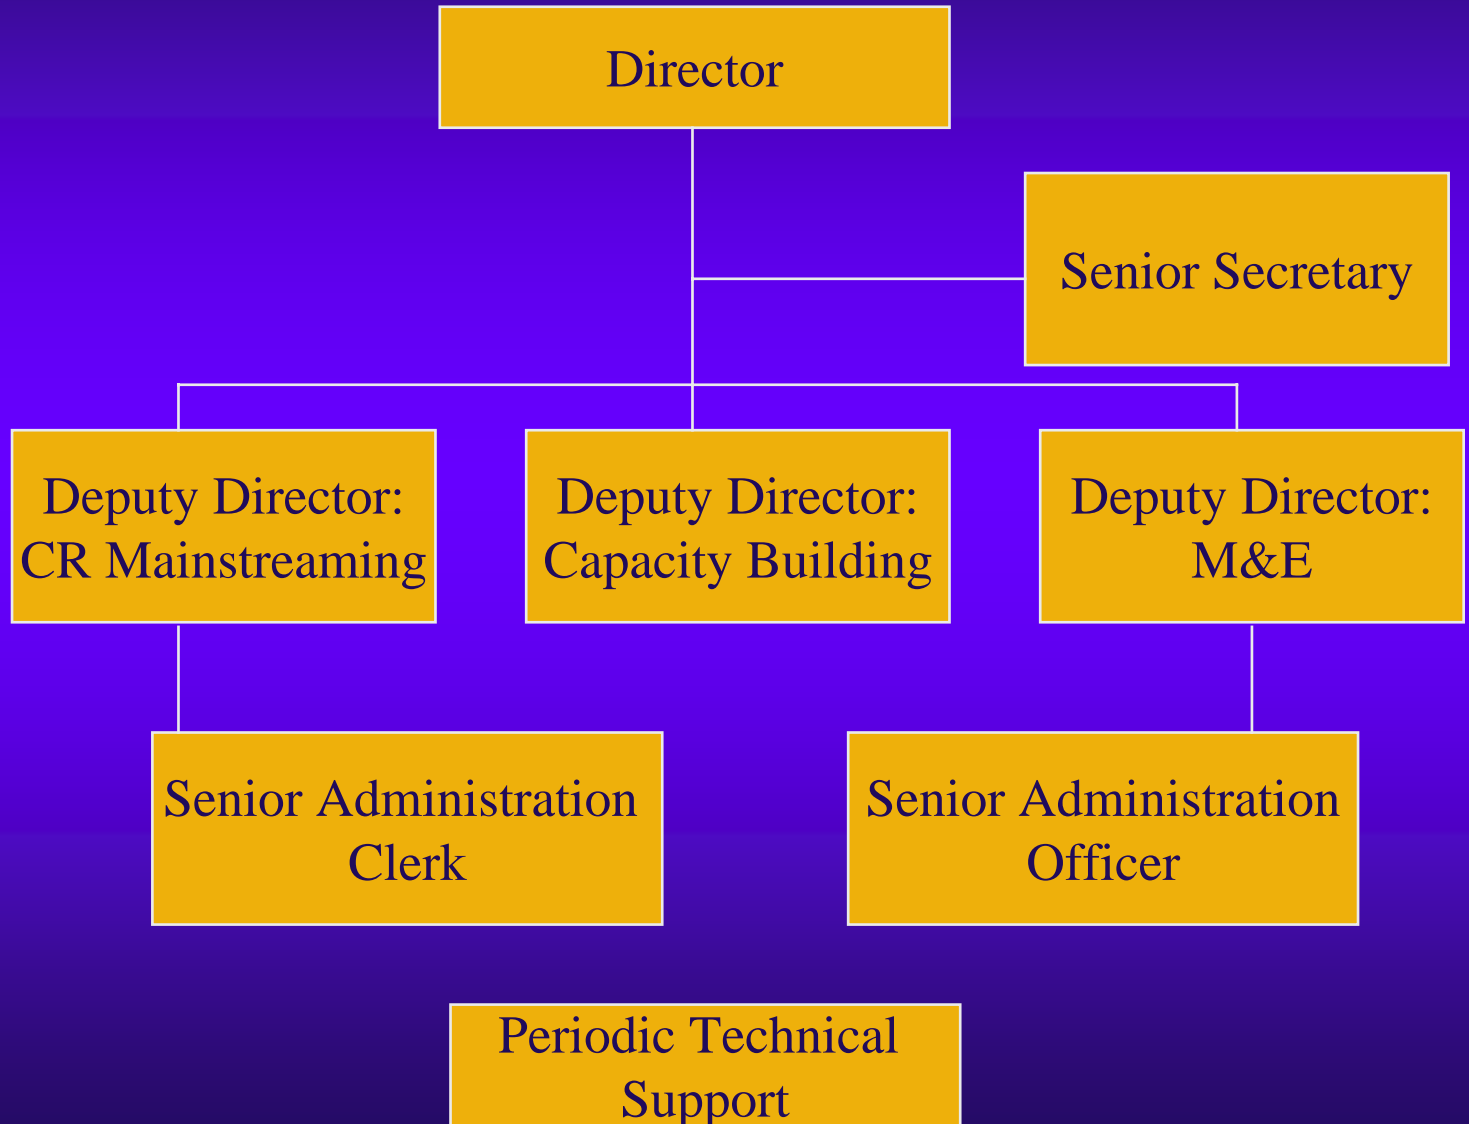 Director
Senior Secretary
Deputy Director:
CR Mainstreaming
Deputy Director:
Capacity Building
Deputy Director:
M&E
Senior Administration
Clerk
Senior Administration
Officer
Periodic Technical
Support